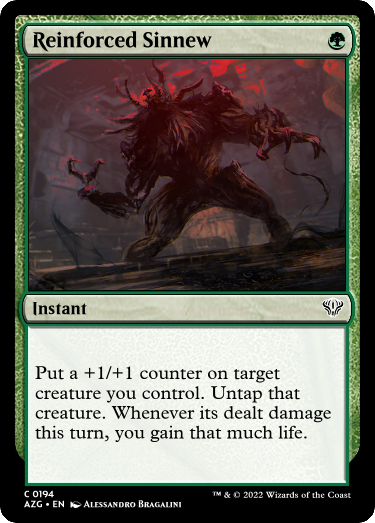 Reinforced Sinnew
Instant
Put a +1/+1 counter on target
creature you control. Untap that
creature. Whenever its dealt damage
this turn, you gain that much life.
C 0194
AZG • EN Alessandro Bragalini
™ & © 2022 Wizards of the Coast